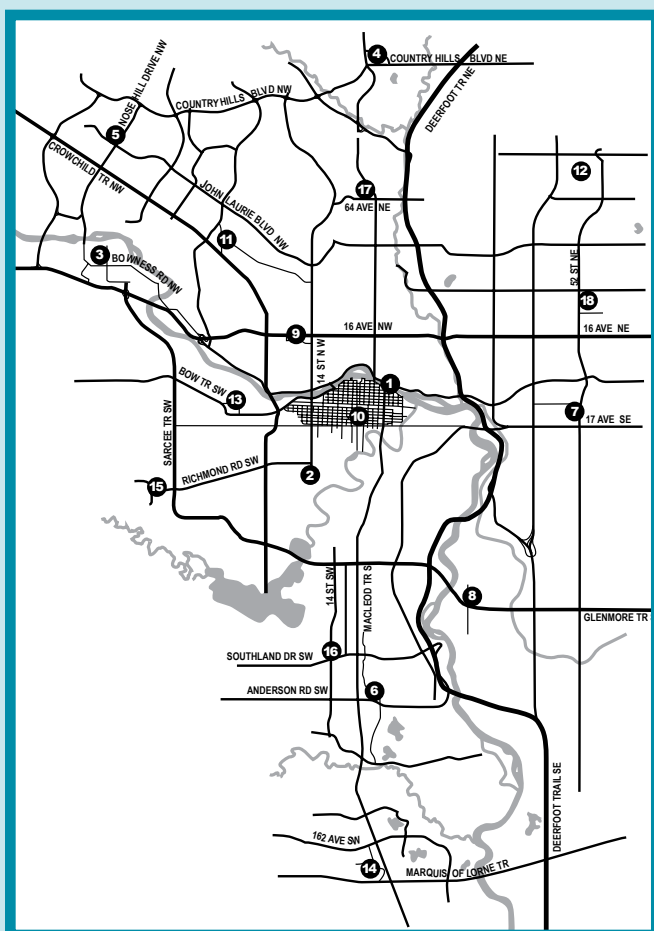 4
COUNTRY HILLS BLVD NE
NOSE HILL DRIVE NW
COUNTRY HILLS BLVD NW
DEERFOOT TR NE
5
CROWCHILD TR NW
12
JOHN LAURIE BLVD NW
17
64 AVE NE
11
3
BOWNESS RD NW
52 ST NE
18
9
16 AVE NW
16 AVE NE
14 ST N W
BOW TR SW
1
13
10
7
17 AVE SE
SARCEE TR SW
2
RICHMOND RD SW
15
14 ST SW
MACLEOD TR S
8
GLENMORE TR
16
SOUTHLAND DR SW
6
ANDERSON RD SW
DEERFOOT TRAIL SE
162 AVE SW
14
MARQUIS OF LORNE TR